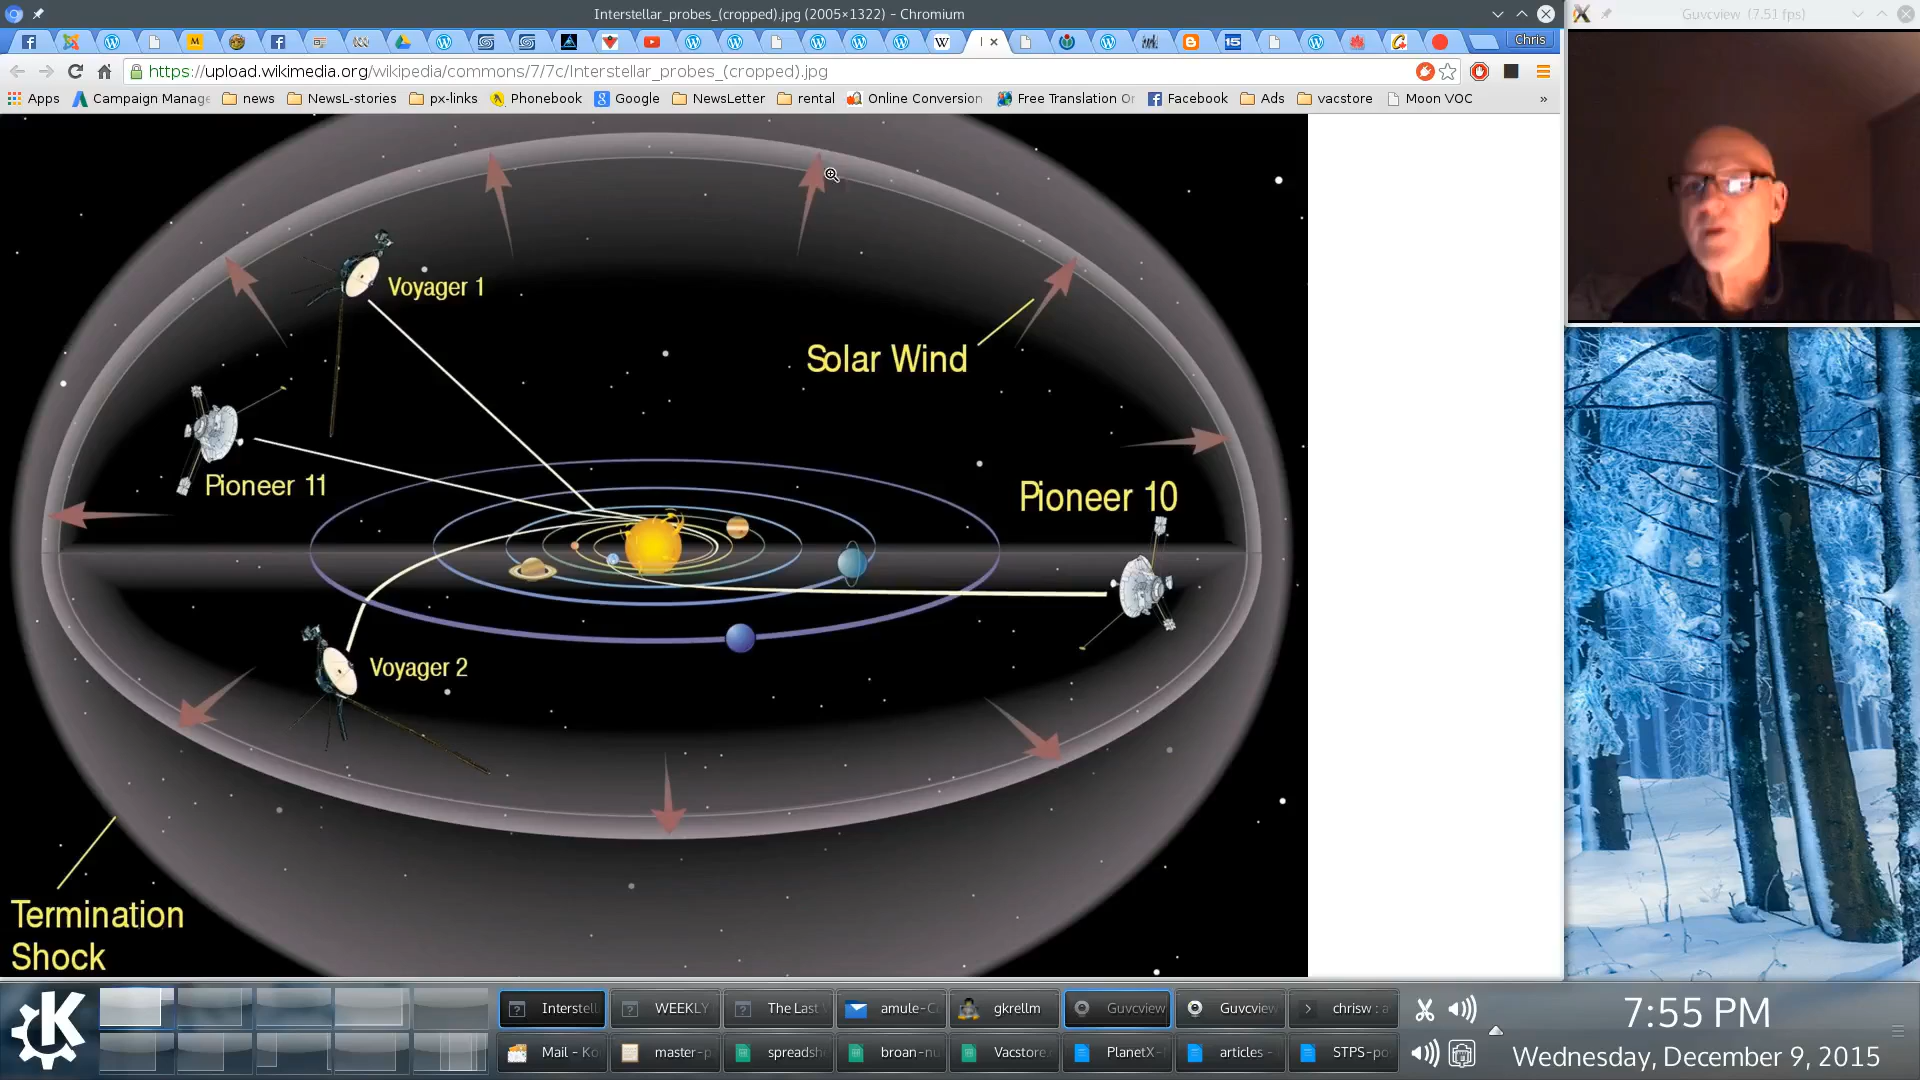 Interstellar_probes_(cropped).jpg (2005×1322) - Chromium
Guvcview (7.51 fps)
Chris
https://upload.wikimedia.org/wikipedia/commons/7/7c/Interstellar_probes_(cropped).jpg
Apps
Campaign Manage
news
NewsL-stories
px-links
Phonebook
Google
NewsLetter
rental
Online Conversion
Free Translation Or
Facebook
Ads
vacstore
Moon VOC
»
Voyager 1
Solar Wind
Pioneer 11
Pioneer 10
Voyager 2
Termination
Shock
Interstell
WEEKLY
The Last
amule-C
gkrellm
Guvcview
Guvcview
chrisw : a
7:55 PM
Mail - Ko
master-p
spreadsh
broan-nu
Vacstore.
PlanetX-
articles -
STPS-po
Wednesday, December 9, 2015